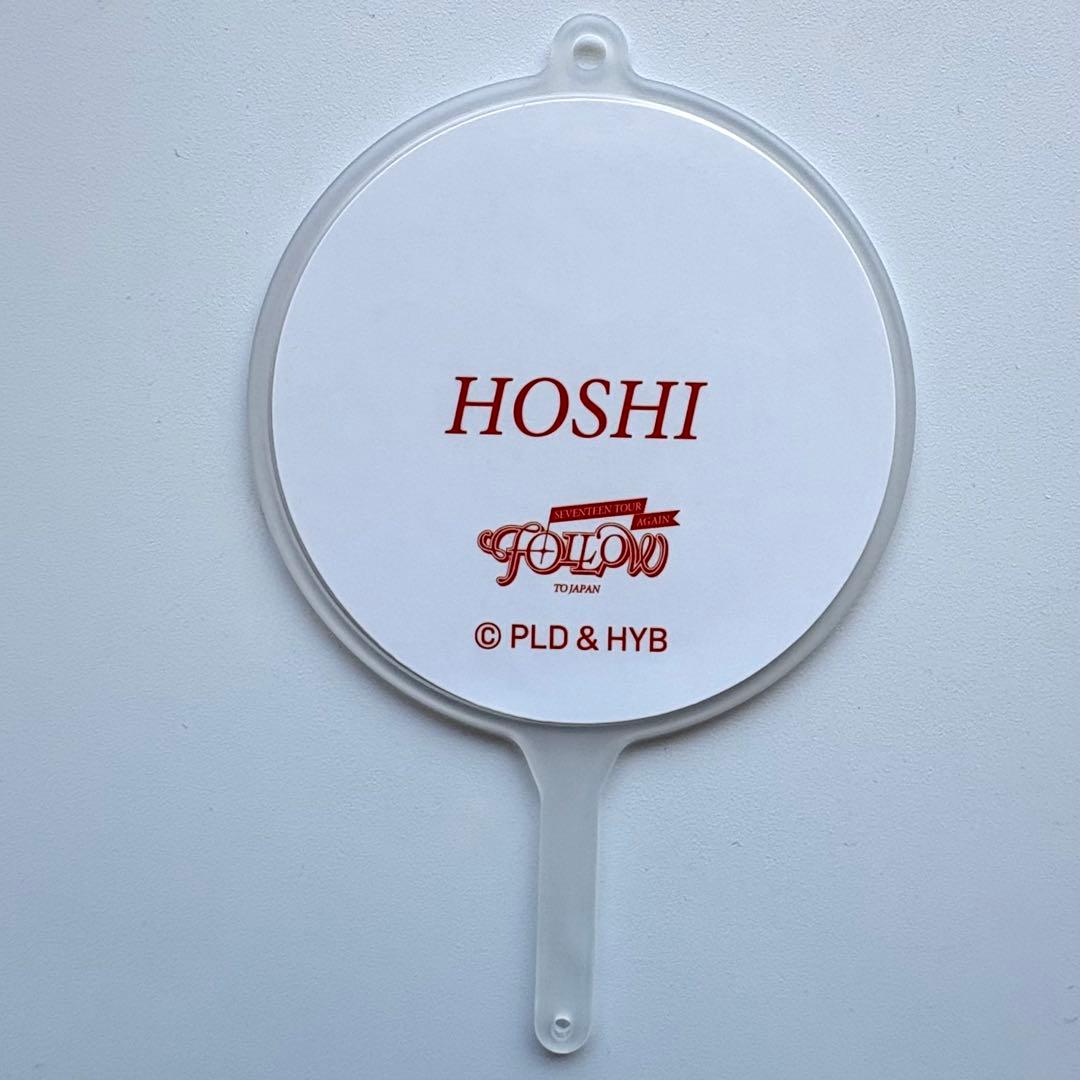 HOSHI
SEVENTEEN TOUR
AGAIN
FOLLOW
TO JAPAN
© PLD & HYB